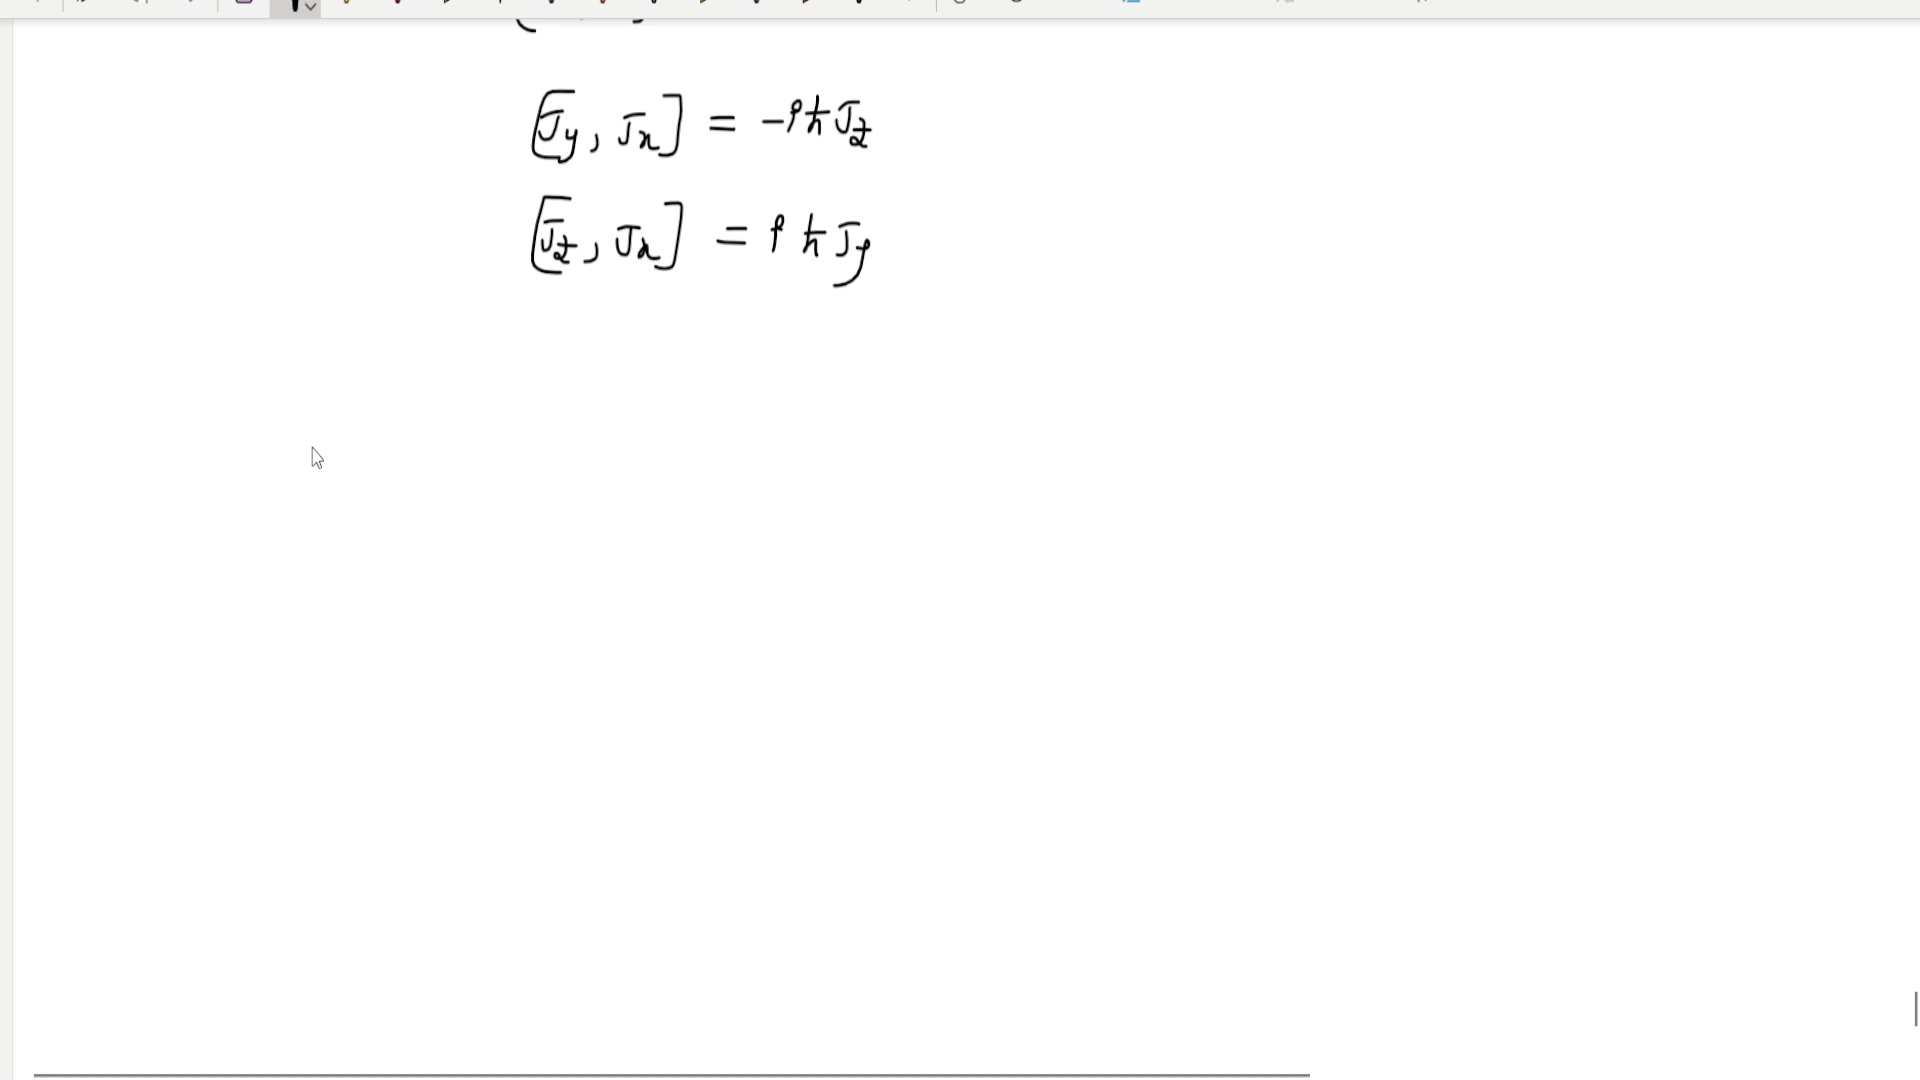 [Jy, Jx] = -iħJz
[Jz, Jx] = iħJy